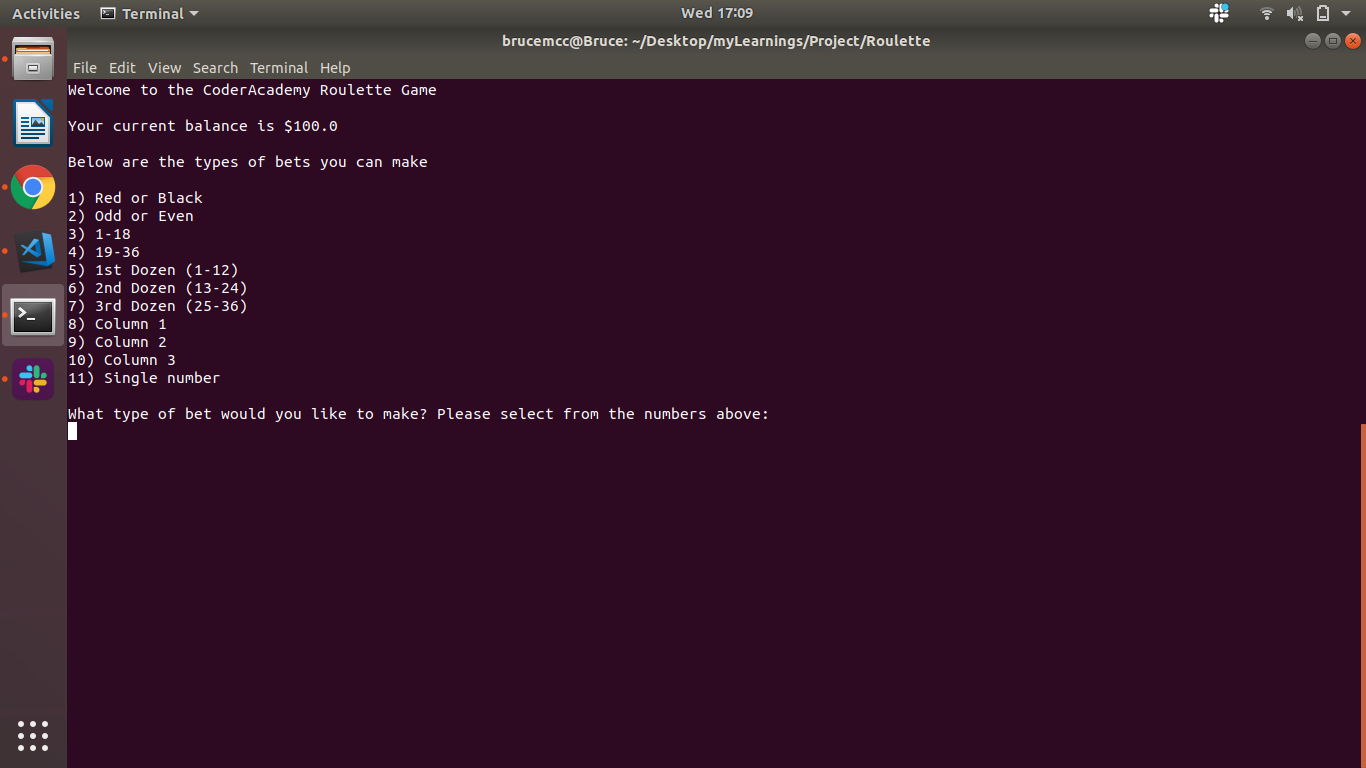 Activities Terminal Wed 17:09
brucemcc@Bruce: ~/Desktop/myLearnings/Project/Roulette
File Edit View Search Terminal Help
Welcome to the CoderAcademy Roulette Game
Your current balance is $100.0
Below are the types of bets you can make
1) Red or Black
2) Odd or Even
3) 1-18
4) 19-36
5) 1st Dozen (1-12)
6) 2nd Dozen (13-24)
7) 3rd Dozen (25-36)
8) Column 1
9) Column 2
10) Column 3
11) Single number
What type of bet would you like to make? Please select from the numbers above: